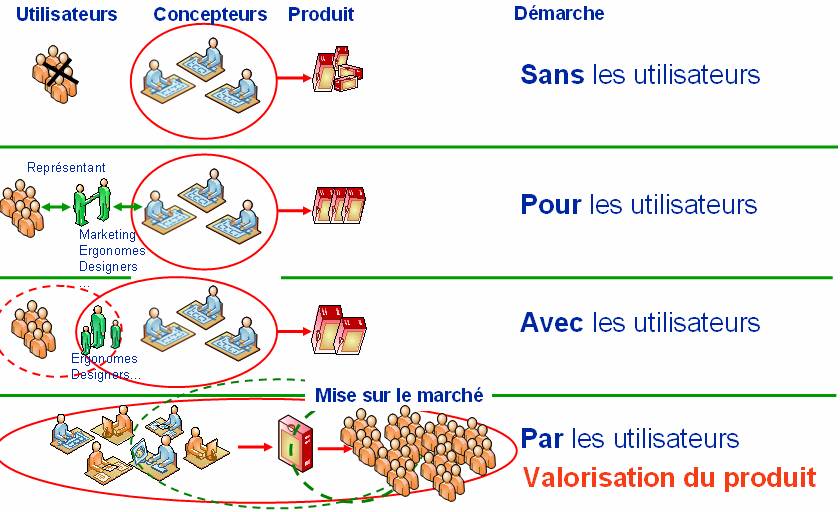 Utilisateurs Concepteurs Produit Démarche
Sans les utilisateurs
Représentant
Pour les utilisateurs
Marketing
Ergonomes
Designers
...
Avec les utilisateurs
Ergonomes
Designers...
Mise sur le marché
Par les utilisateurs
Valorisation du produit